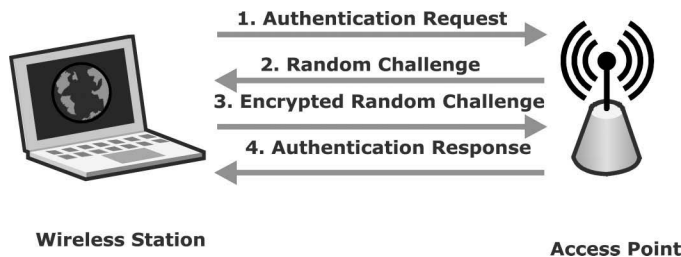 1. Authentication Request
2. Random Challenge
3. Encrypted Random Challenge
4. Authentication Response
Wireless Station
Access Point